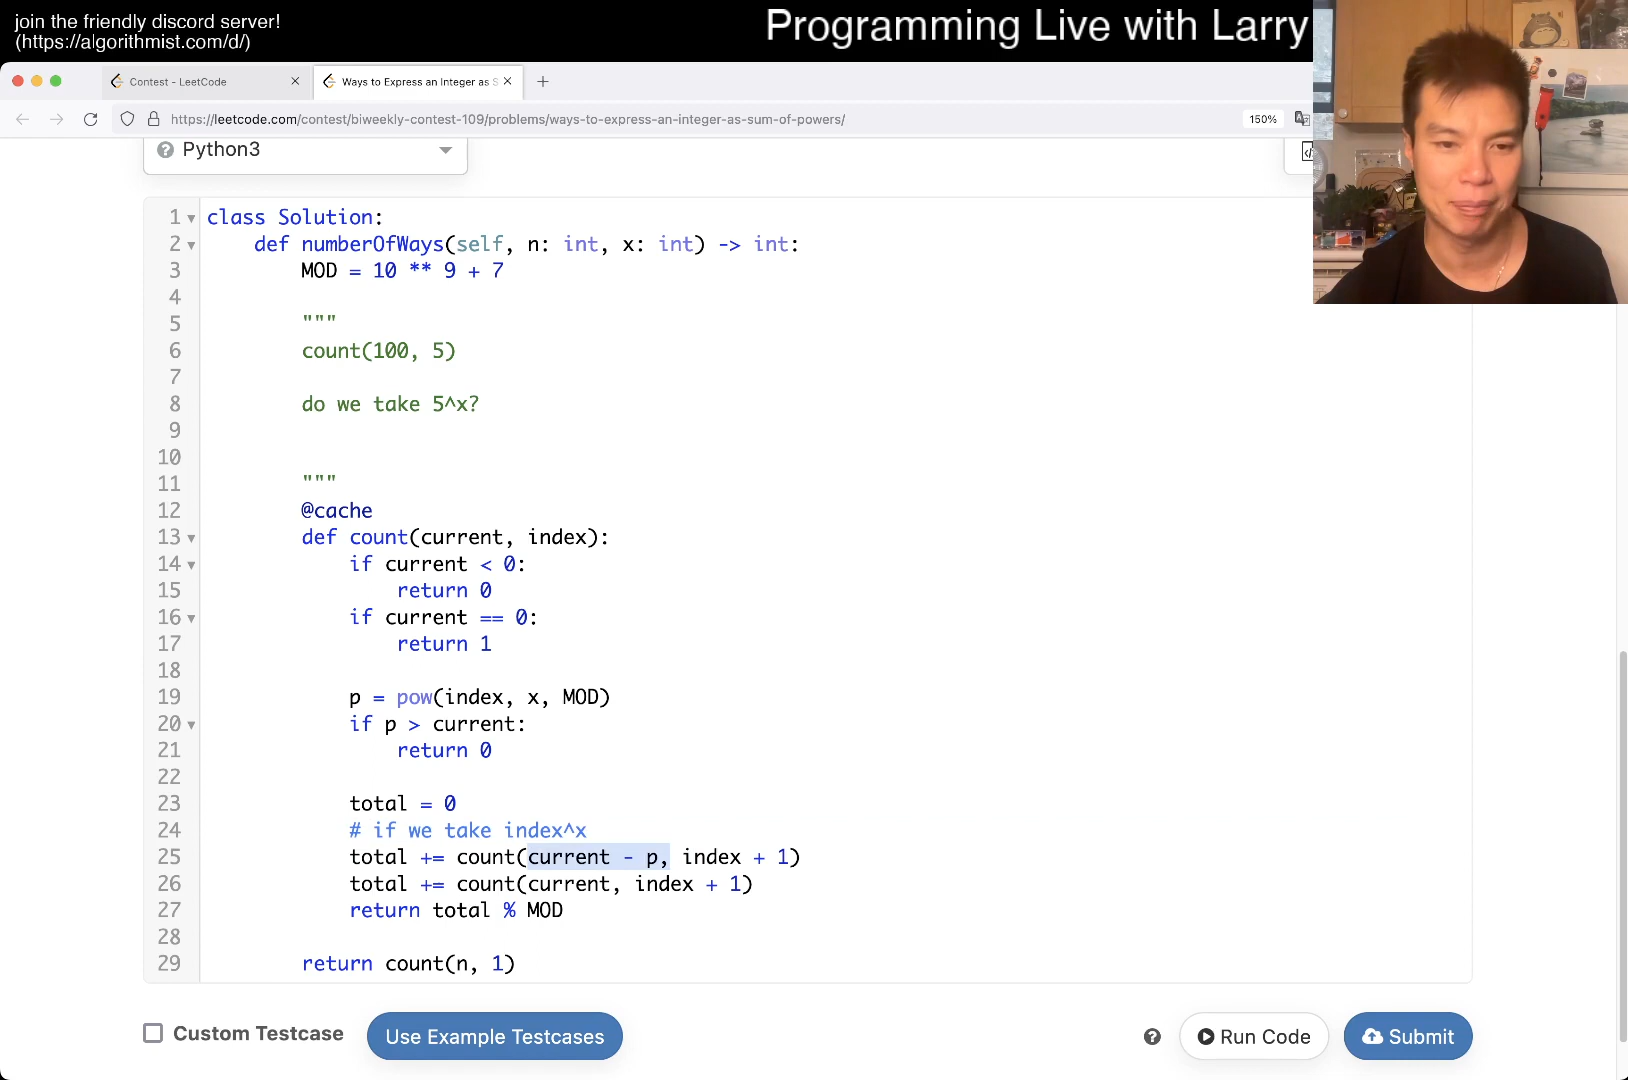 join the friendly discord server!
(https://algorithmist.com/d/)
Programming Live with Larry
Contest - LeetCode
Ways to Express an Integer as S
https://leetcode.com/contest/biweekly-contest-109/problems/ways-to-express-an-integer-as-sum-of-powers/
150%
Python3
1 class Solution:
2 def numberOfWays(self, n: int, x: int) -> int:
3 MOD = 10 ** 9 + 7
4
5 """
6 count(100, 5)
7
8 do we take 5^x?
9
10
11 """
12 @cache
13 def count(current, index):
14 if current < 0:
15 return 0
16 if current == 0:
17 return 1
18
19 p = pow(index, x, MOD)
20 if p > current:
21 return 0
22
23 total = 0
24 # if we take index^x
25 total += count(current - p, index + 1)
26 total += count(current, index + 1)
27 return total % MOD
28
29 return count(n, 1)
Custom Testcase
Use Example Testcases
Run Code
Submit